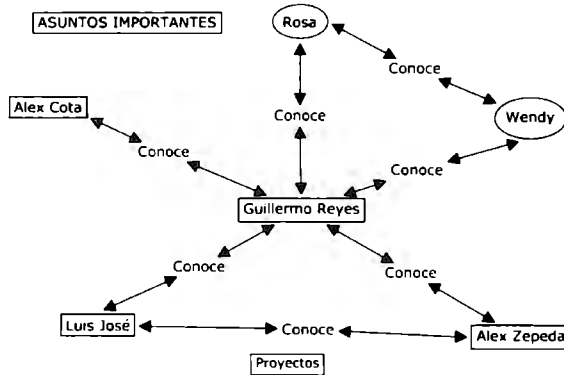 ASUNTOS IMPORTANTES
Rosa
Conoce
Alex Cota
Wendy
Conoce
Conoce
Conoce
Guillermo Reyes
Conoce
Conoce
Luis José
Conoce
Alex Zepeda
Proyectos